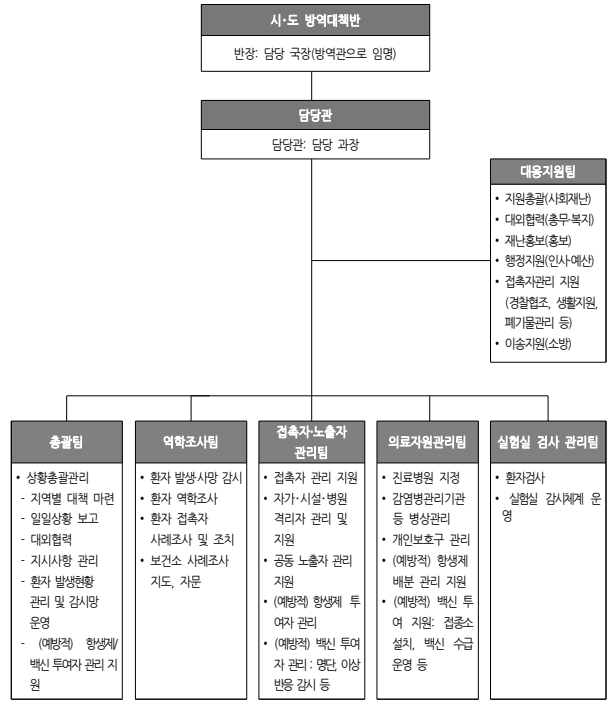 시·도 방역대책반
반장: 담당 국장(방역관으로 임명)
담당관
담당관: 담당 과장
대응지원팀
• 지원총괄(사회재난)
• 대외협력(총무·복지)
• 재난홍보(홍보)
• 행정지원(인사·예산)
• 접촉자관리 지원
(경찰협조, 생활지원,
폐기물관리 등)
• 이송지원(소방)
총괄팀
• 상황총괄관리
- 지역별 대책 마련
- 일일상황 보고
- 대외협력
- 지시사항 관리
- 환자 발생현황
관리 및 감시망
운영
- (예방적) 항생제/
백신 투여자 관리 지
원
역학조사팀
• 환자 발생·사망 감시
• 환자 역학조사
• 환자 접촉자
사례조사 및 조치
• 보건소 사례조사
지도, 자문
접촉자·노출자
관리팀
• 접촉자 관리 지원
• 자가·시설·병원
격리자 관리 및
지원
• 공동 노출자 관리
지원
• (예방적) 항생제 투
여자 관리
• (예방적) 백신 투여
자 관리 : 명단, 이상
반응 감시 등
의료자원관리팀
• 진료병원 지정
• 감염병관리기관
등 병상관리
• 개인보호구 관리
• (예방적) 항생제
배분 관리 지원
• (예방적) 백신 투
여 지원: 접종소
설치, 백신 수급
운영 등
실험실 검사 관리팀
• 환자검사
• 실험실 감시체계 운
영